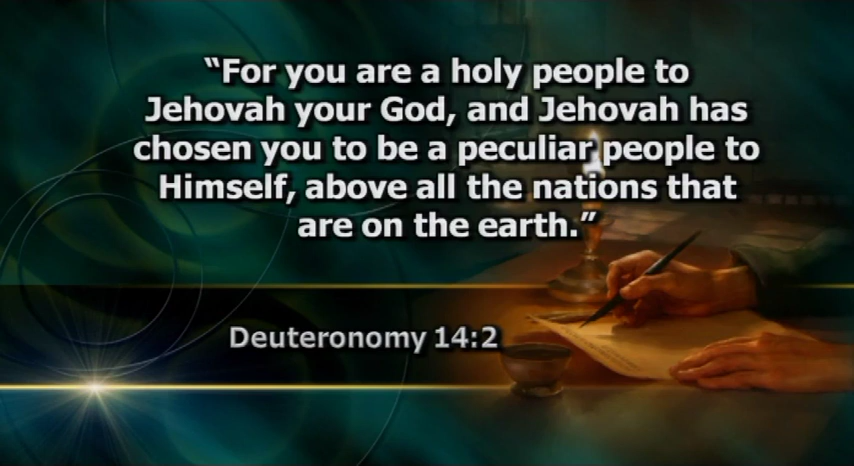 “For you are a holy people to
Jehovah your God, and Jehovah has
chosen you to be a peculiar people to
Himself, above all the nations that
are on the earth.”
Deuteronomy 14:2